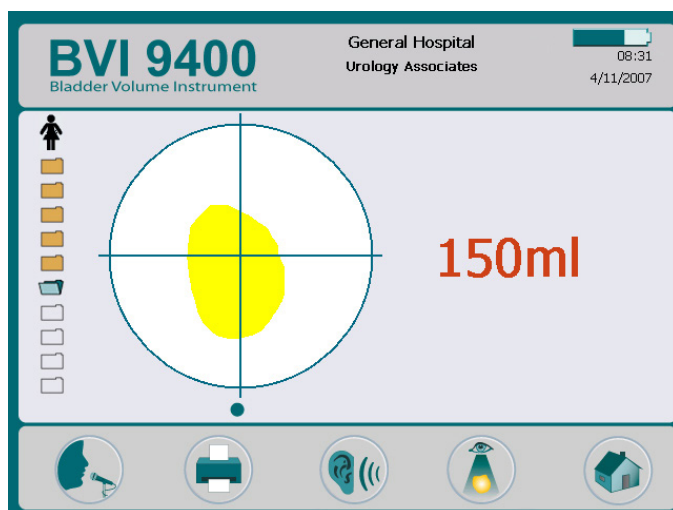 BVI 9400
Bladder Volume Instrument
General Hospital
Urology Associates
08:31
4/11/2007
150ml